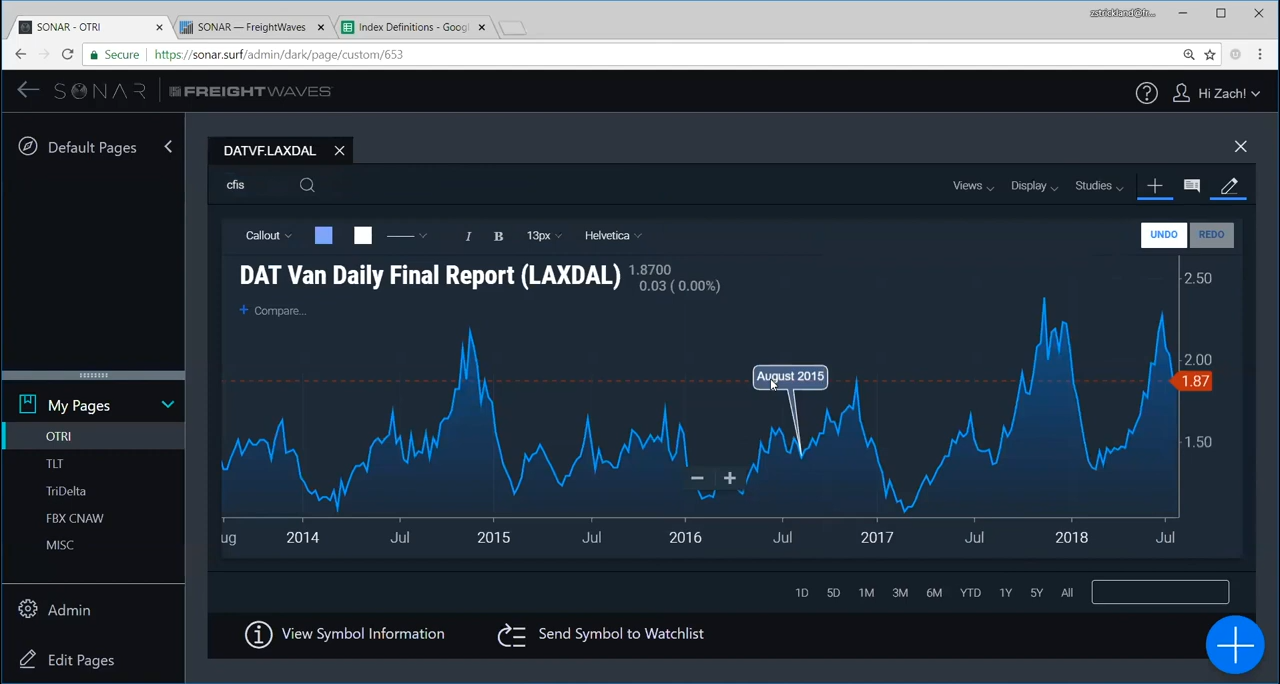 SONAR - OTRI
SONAR — FreightWaves
Index Definitions - Goog
zstrickland@fr...
Secure
https://sonar.surf/admin/dark/page/custom/653
SONAR
FREIGHTWAVES
? Hi Zach!
Default Pages
DATVF.LAXDAL
cfis
Views
Display
Studies
Callout
I
B
13px
Helvetica
UNDO
REDO
DAT Van Daily Final Report (LAXDAL)
1.8700
0.03 ( 0.00%)
+ Compare...
2.50
2.00
1.87
1.50
August 2015
ug 2014 Jul 2015 Jul 2016 Jul 2017 Jul 2018 Jul
My Pages
OTRI
TLT
TriDelta
FBX CNAW
MISC
1D 5D 1M 3M 6M YTD 1Y 5Y All
Admin
Edit Pages
View Symbol Information
Send Symbol to Watchlist